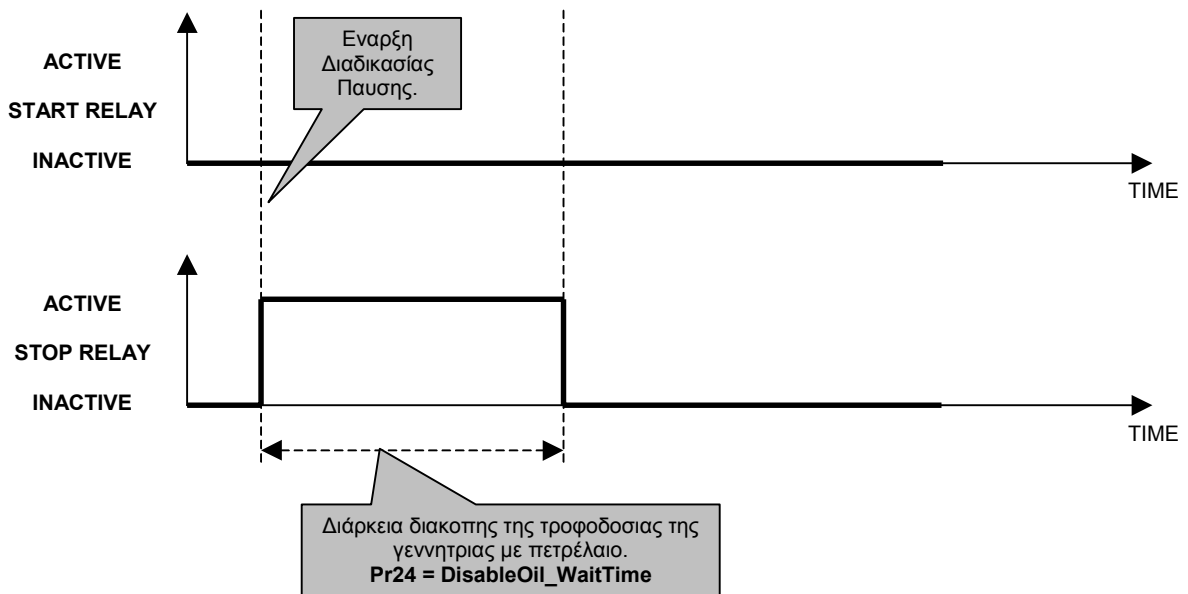 ACTIVE
START RELAY
INACTIVE
Εναρξη
Διαδικασίας
Παυσης.
TIME
ACTIVE
STOP RELAY
INACTIVE
TIME
Διάρκεια διακοπης της τροφοδοσιας της
γεννητριας με πετρέλαιο.
Pr24 = DisableOil_WaitTime